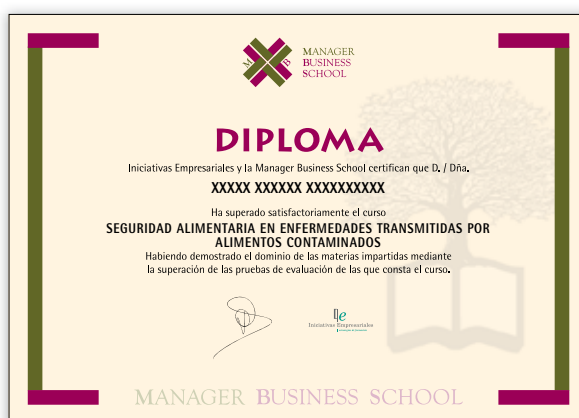 M B
MANAGER
BUSINESS
SCHOOL
DIPLOMA
Iniciativas Empresariales y la Manager Business School certifican que D. / Dña.
XXXXX XXXXXX XXXXXXXXXX
Ha superado satisfactoriamente el curso
SEGURIDAD ALIMENTARIA EN ENFERMEDADES TRANSMITIDAS POR
ALIMENTOS CONTAMINADOS
Habiendo demostrado el dominio de las materias impartidas mediante
la superación de las pruebas de evaluación de las que consta el curso.
Iniciativas Empresariales
MANAGER BUSINESS SCHOOL